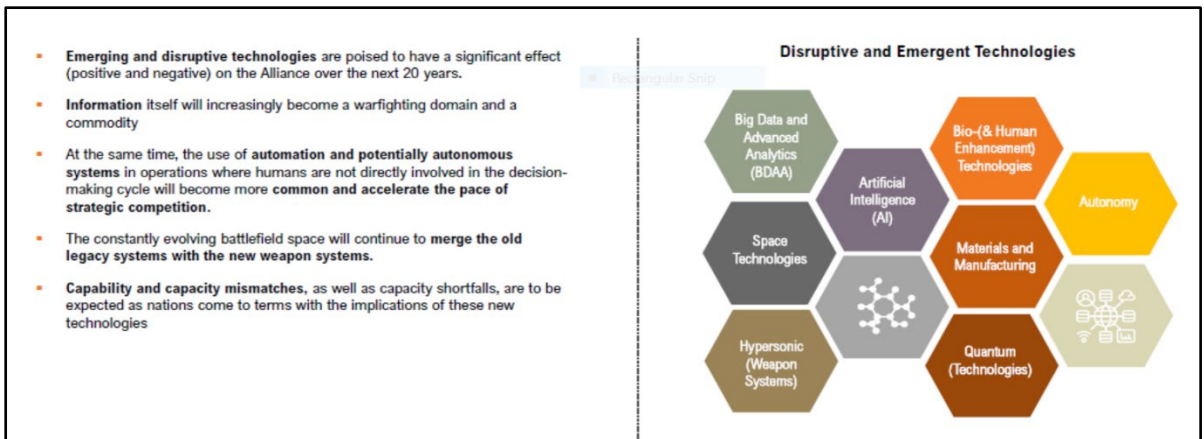 Emerging and disruptive technologies are poised to have a significant effect
(positive and negative) on the Alliance over the next 20 years.
Information itself will increasingly become a warfighting domain and a
commodity
At the same time, the use of automation and potentially autonomous
systems in operations where humans are not directly involved in the decision-
making cycle will become more common and accelerate the pace of
strategic competition.
The constantly evolving battlefield space will continue to merge the old
legacy systems with the new weapon systems.
Capability and capacity mismatches, as well as capacity shortfalls, are to be
expected as nations come to terms with the implications of these new
technologies
Rectangular Snip
Disruptive and Emergent Technologies
Big Data and
Advanced
Analytics
(BDAA)
Bio-(& Human
Enhancement)
Technologies
Artificial
Intelligence
(AI)
Autonomy
Space
Technologies
Materials and
Manufacturing
Hypersonic
(Weapon
Systems)
Quantum
(Technologies)